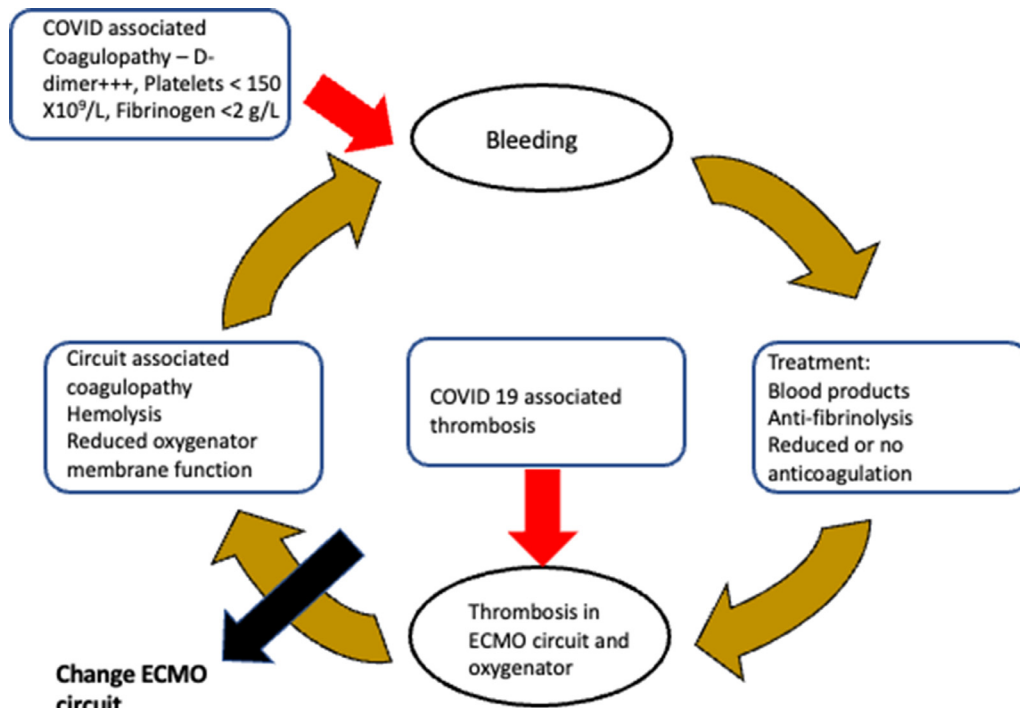 COVID associated
Coagulopathy – D-
dimer+++, Platelets < 150
X10⁹/L, Fibrinogen <2 g/L
Bleeding
Circuit associated
coagulopathy
Hemolysis
Reduced oxygenator
membrane function
COVID 19 associated
thrombosis
Treatment:
Blood products
Anti-fibrinolysis
Reduced or no
anticoagulation
Thrombosis in
ECMO circuit and
oxygenator
Change ECMO
circuit